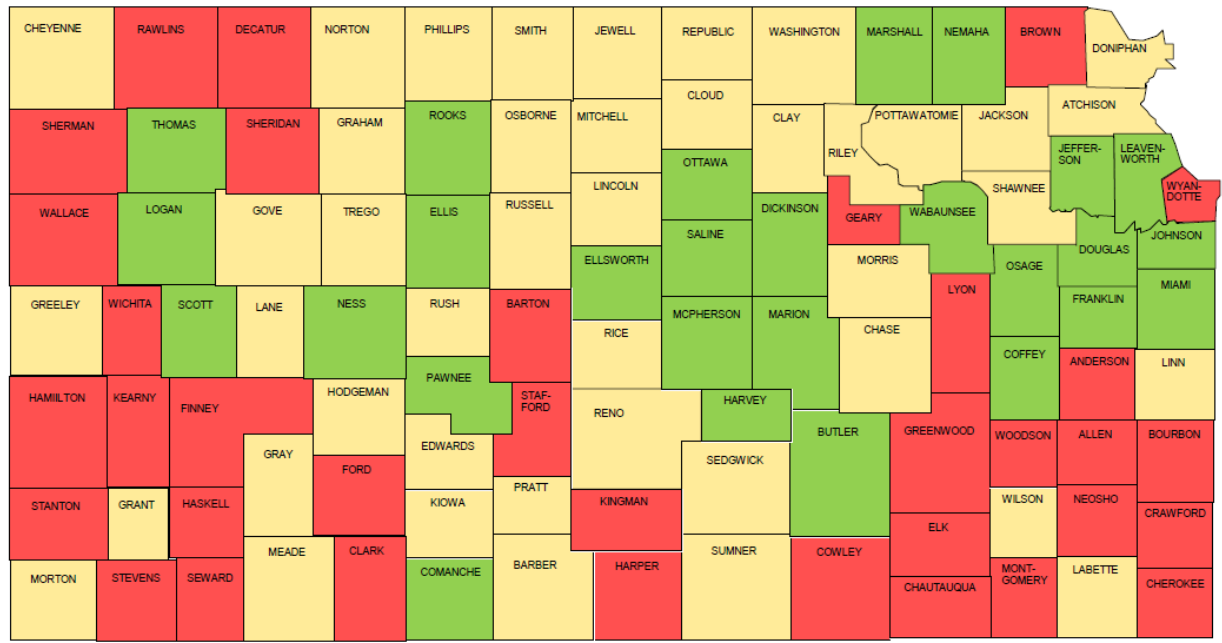 CHEYENNE
RAWLINS
DECATUR
NORTON
PHILLIPS
SMITH
JEWELL
REPUBLIC
WASHINGTON
MARSHALL
NEMAHA
BROWN
DONIPHAN
SHERMAN
THOMAS
SHERIDAN
GRAHAM
ROOKS
OSBORNE
MITCHELL
CLOUD
CLAY
RILEY
POTTAWATOMIE
JACKSON
ATCHISON
JEFFER-
SON
LEAVEN-
WORTH
WYAN-
DOTTE
WALLACE
LOGAN
GOVE
TREGO
ELLIS
RUSSELL
LINCOLN
OTTAWA
SALINE
DICKINSON
GEARY
WABAUNSEE
SHAWNEE
DOUGLAS
JOHNSON
ELLSWORTH
MORRIS
OSAGE
GREELEY
WICHITA
SCOTT
LANE
NESS
RUSH
BARTON
RICE
MCPHERSON
MARION
CHASE
LYON
FRANKLIN
MIAMI
COFFEY
ANDERSON
LINN
HAMIILTON
KEARNY
FINNEY
HODGEMAN
PAWNEE
STAF-
FORD
RENO
HARVEY
BUTLER
GREENWOOD
WOODSON
ALLEN
BOURBON
GRAY
FORD
EDWARDS
SEDGWICK
STANTON
GRANT
HASKELL
KIOWA
PRATT
KINGMAN
ELK
WILSON
NEOSHO
CRAWFORD
MORTON
STEVENS
SEWARD
MEADE
CLARK
COMANCHE
BARBER
HARPER
SUMNER
COWLEY
CHAUTAUQUA
MONT-
GOMERY
LABETTE
CHEROKEE